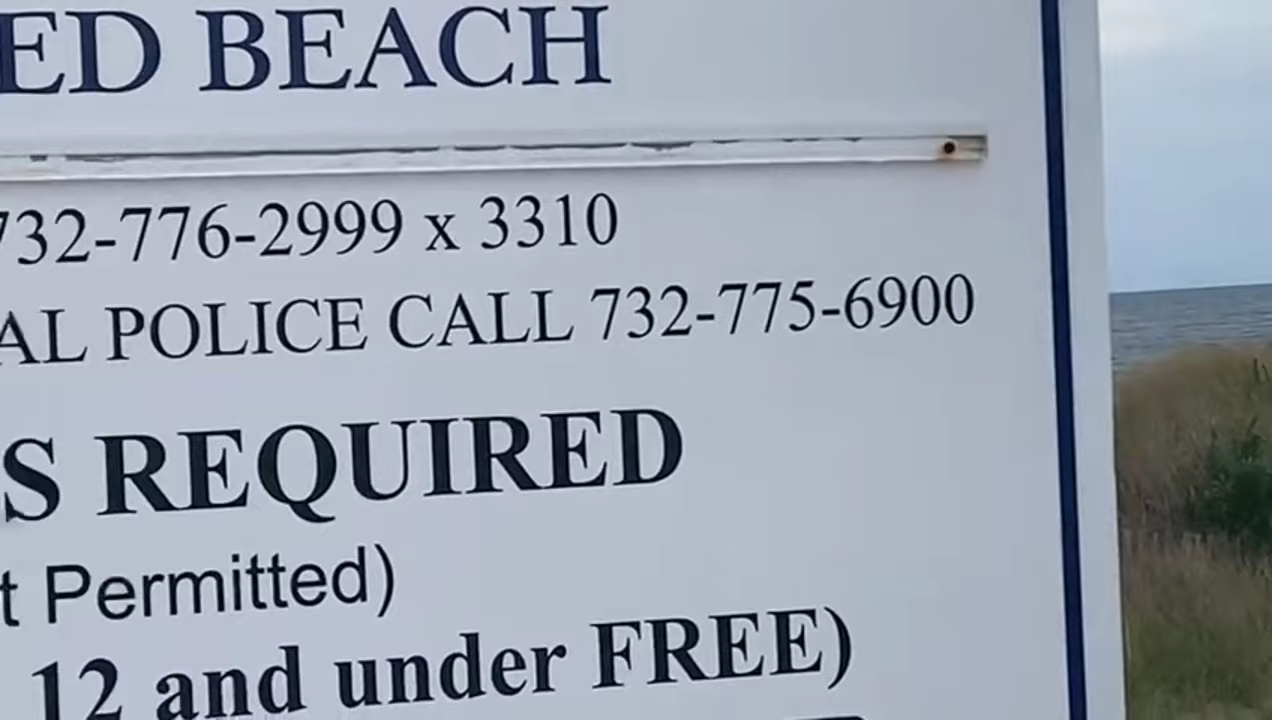 ED BEACH
732-776-2999 x 3310
AL POLICE CALL 732-775-6900
S REQUIRED
t Permitted)
12 and under FREE)